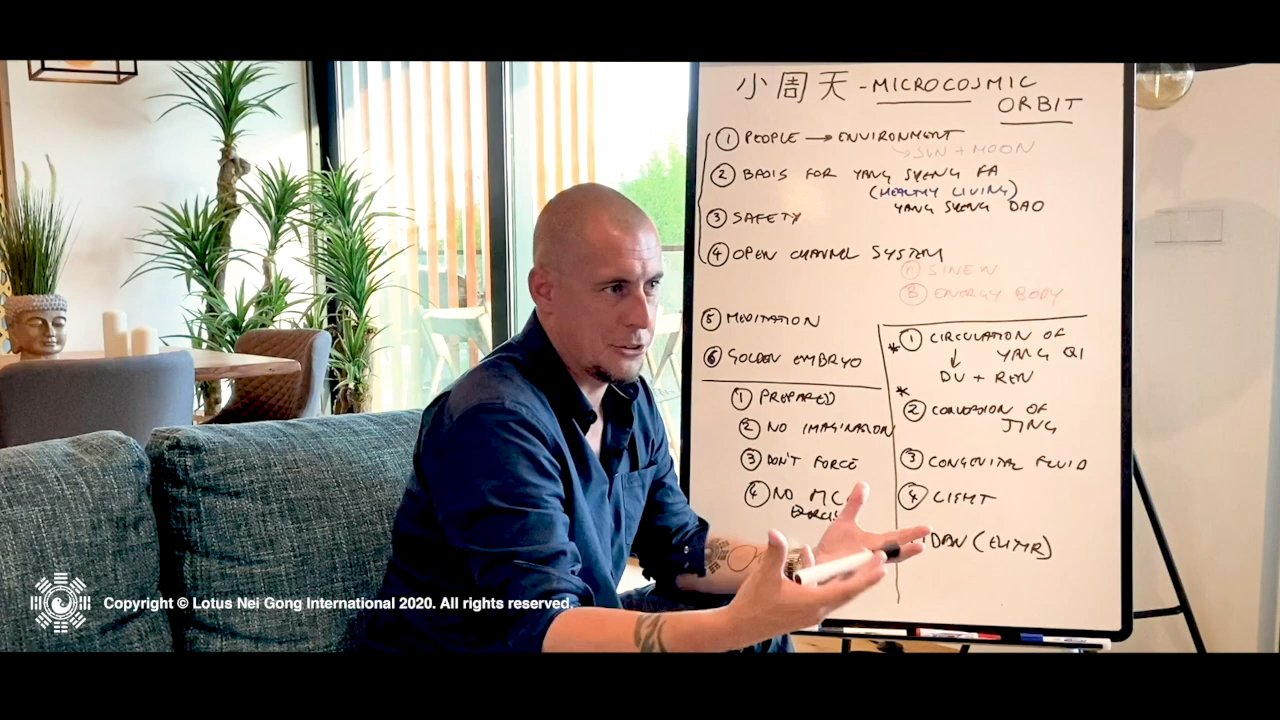 小周天 - MICROCOSMIC
ORBIT
① PEOPLE → ENVIRONMENT
↳ SUN + MOON
② BASIS FOR YANG SHENG FA
(HEALTHY LIVING)
YANG SHENG DAO
③ SAFETY
④ OPEN CHANNEL SYSTEM
Ⓐ SINEW
Ⓑ ENERGY BODY
⑤ MEDITATION
⑥ GOLDEN EMBRYO
① PREPARED
② NO IMAGINATION
③ DON'T FORCE
④ NO MCO
* ① CIRCULATION OF
YANG QI
↓
DU + REN
* ② CONVERSION OF
JING
③ CONGENITAL FLUID
④ LIGHT
DAN (ELIXIR)
Copyright © Lotus Nei Gong International 2020. All rights reserved.